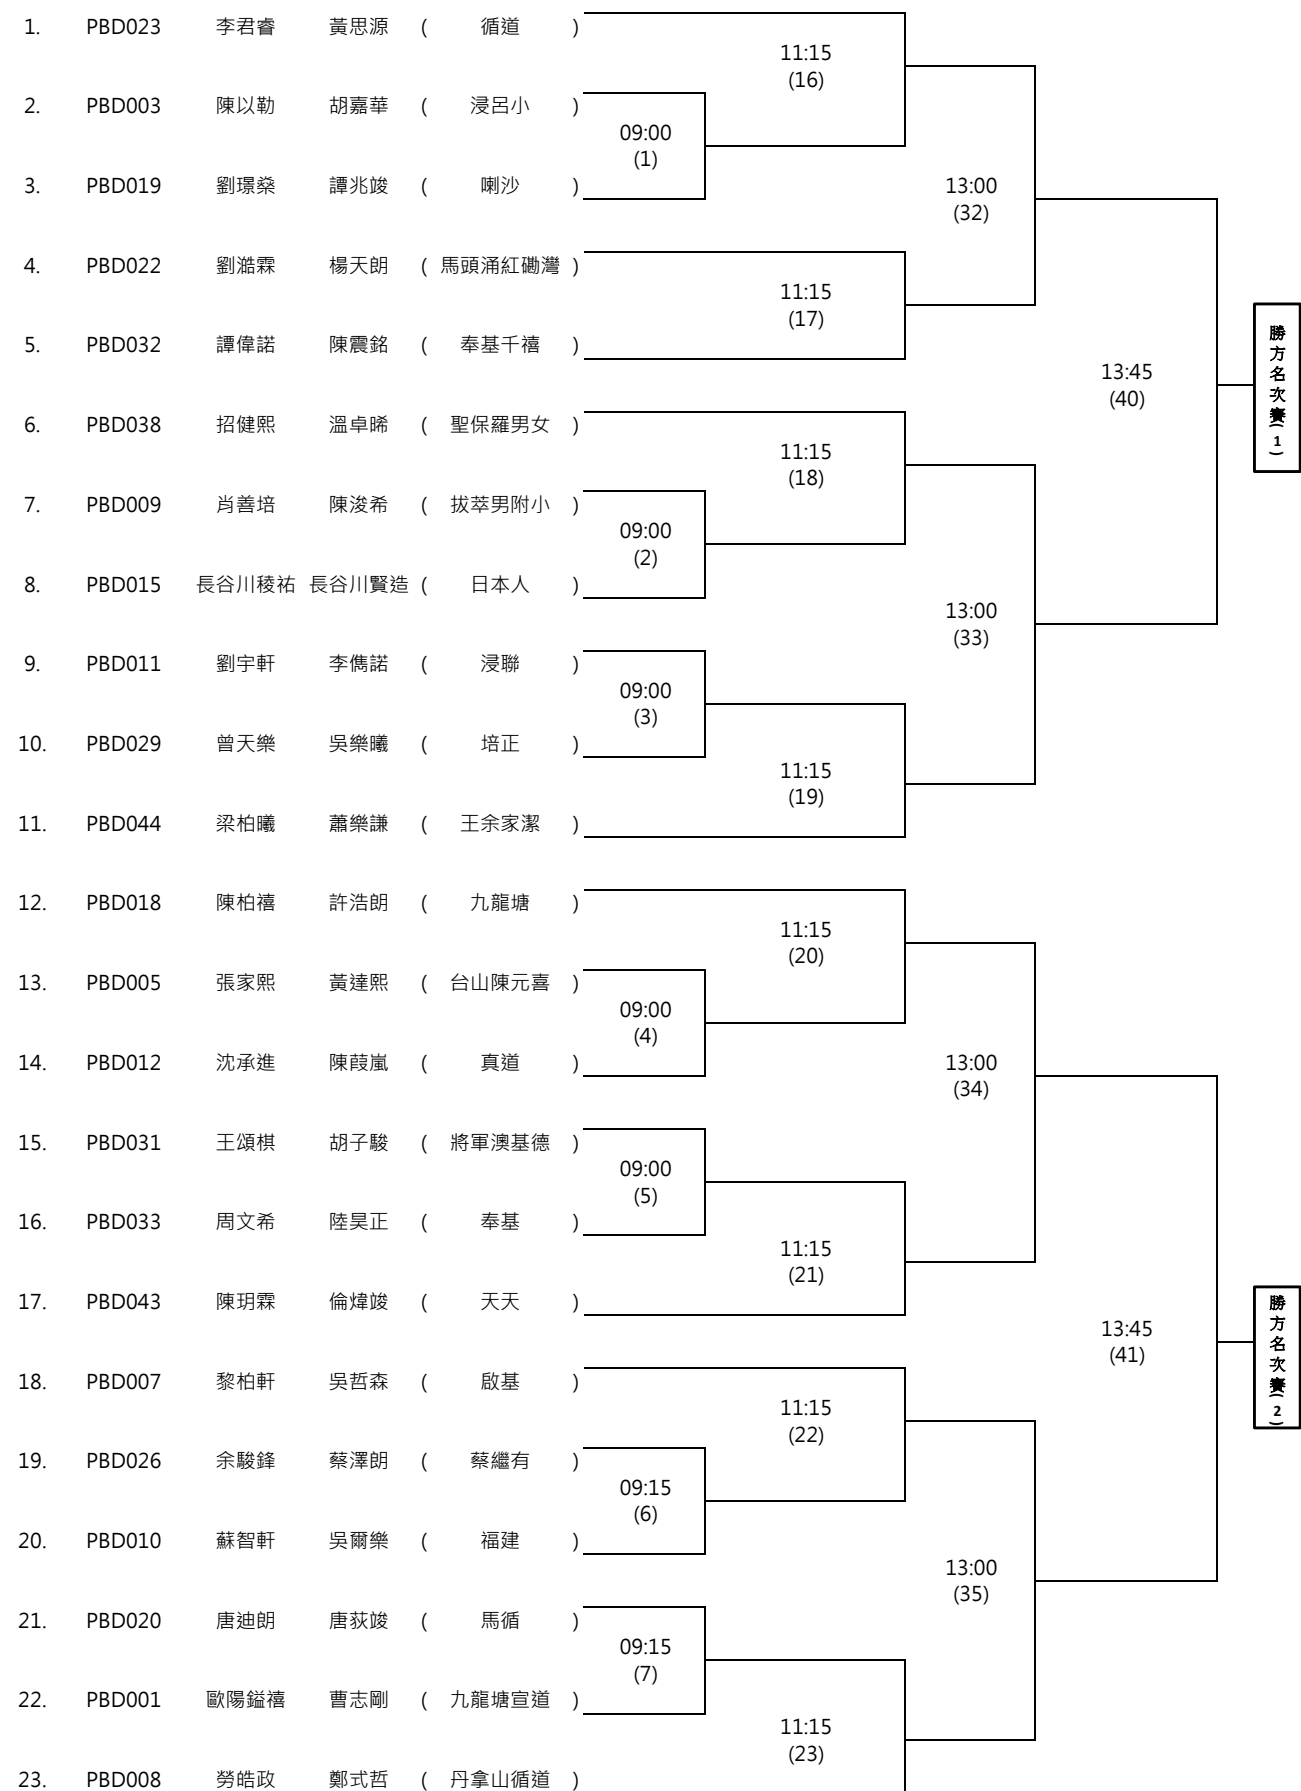 1. PBD023 李君睿 黃思源 ( 循道 )
11:15
(16)
2. PBD003 陳以勒 胡嘉華 ( 浸呂小 )
09:00
(1)
3. PBD019 劉璟燊 譚兆竣 ( 喇沙 )
13:00
(32)
4. PBD022 劉澔霖 楊天朗 ( 馬頭涌紅磡灣 )
11:15
(17)
5. PBD032 譚偉諾 陳震銘 ( 奉基千禧 )
13:45
(40)
勝方名次賽(1)
6. PBD038 招健熙 溫卓晞 ( 聖保羅男女 )
11:15
(18)
7. PBD009 肖善培 陳浚希 ( 拔萃男附小 )
09:00
(2)
8. PBD015 長谷川稜祐 長谷川賢造 ( 日本人 )
13:00
(33)
9. PBD011 劉宇軒 李儁諾 ( 浸聯 )
09:00
(3)
10. PBD029 曾天樂 吳樂曦 ( 培正 )
11:15
(19)
11. PBD044 梁柏曦 蕭樂謙 ( 王余家潔 )
12. PBD018 陳柏禧 許浩朗 ( 九龍塘 )
11:15
(20)
13. PBD005 張家熙 黃達熙 ( 台山陳元喜 )
09:00
(4)
14. PBD012 沈承進 陳葭嵐 ( 真道 )
13:00
(34)
15. PBD031 王頌棋 胡子駿 ( 將軍澳基德 )
09:00
(5)
16. PBD033 周文希 陸昊正 ( 奉基 )
11:15
(21)
17. PBD043 陳玥霖 倫煒竣 ( 天天 )
13:45
(41)
勝方名次賽(2)
18. PBD007 黎柏軒 吳哲森 ( 啟基 )
11:15
(22)
19. PBD026 余駿鋒 蔡澤朗 ( 蔡繼有 )
09:15
(6)
20. PBD010 蘇智軒 吳爾樂 ( 福建 )
13:00
(35)
21. PBD020 唐迪朗 唐荻竣 ( 馬循 )
09:15
(7)
22. PBD001 歐陽鎰禧 曹志剛 ( 九龍塘宣道 )
11:15
(23)
23. PBD008 勞皓政 鄭式哲 ( 丹拿山循道 )